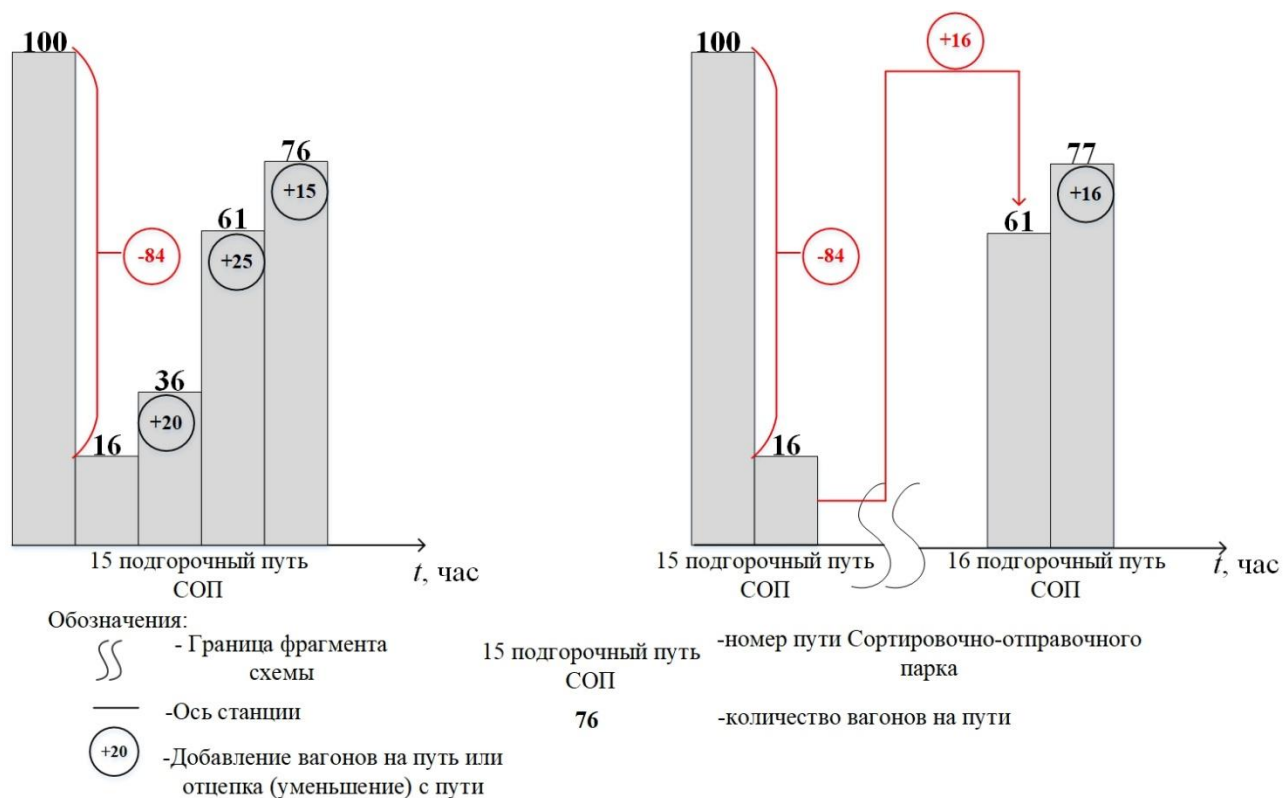 100
-84
16
36
+20
61
+25
76
+15
15 подгорочный путь
СОП
t, час
100
-84
16
+16
61
77
+16
15 подгорочный путь
СОП
16 подгорочный путь
СОП
t, час
Обозначения:
- Граница фрагмента
схемы
-Ось станции
+20
-Добавление вагонов на путь или
отцепка (уменьшение) с пути
15 подгорочный путь
СОП
-номер пути Сортировочно-отправочного
парка
76
-количество вагонов на пути